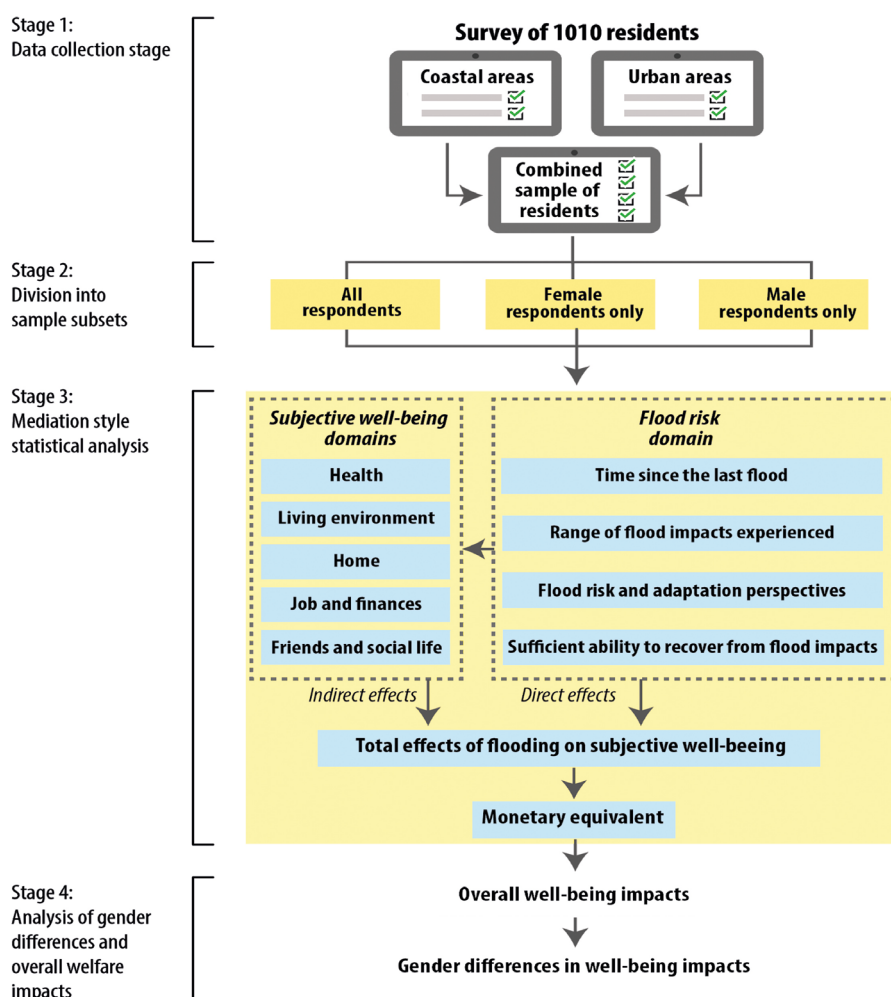 Stage 1:
Data collection stage
Survey of 1010 residents
Coastal areas
Urban areas
Combined
sample of
residents
Stage 2:
Division into
sample subsets
All
respondents
Female
respondents only
Male
respondents only
Stage 3:
Mediation style
statistical analysis
Subjective well-being
domains
Health
Living environment
Home
Job and finances
Friends and social life
Flood risk
domain
Time since the last flood
Range of flood impacts experienced
Flood risk and adaptation perspectives
Sufficient ability to recover from flood impacts
Indirect effects
Direct effects
Total effects of flooding on subjective well-beeing
Monetary equivalent
Stage 4:
Analysis of gender
differences and
overall welfare
impacts
Overall well-being impacts
Gender differences in well-being impacts